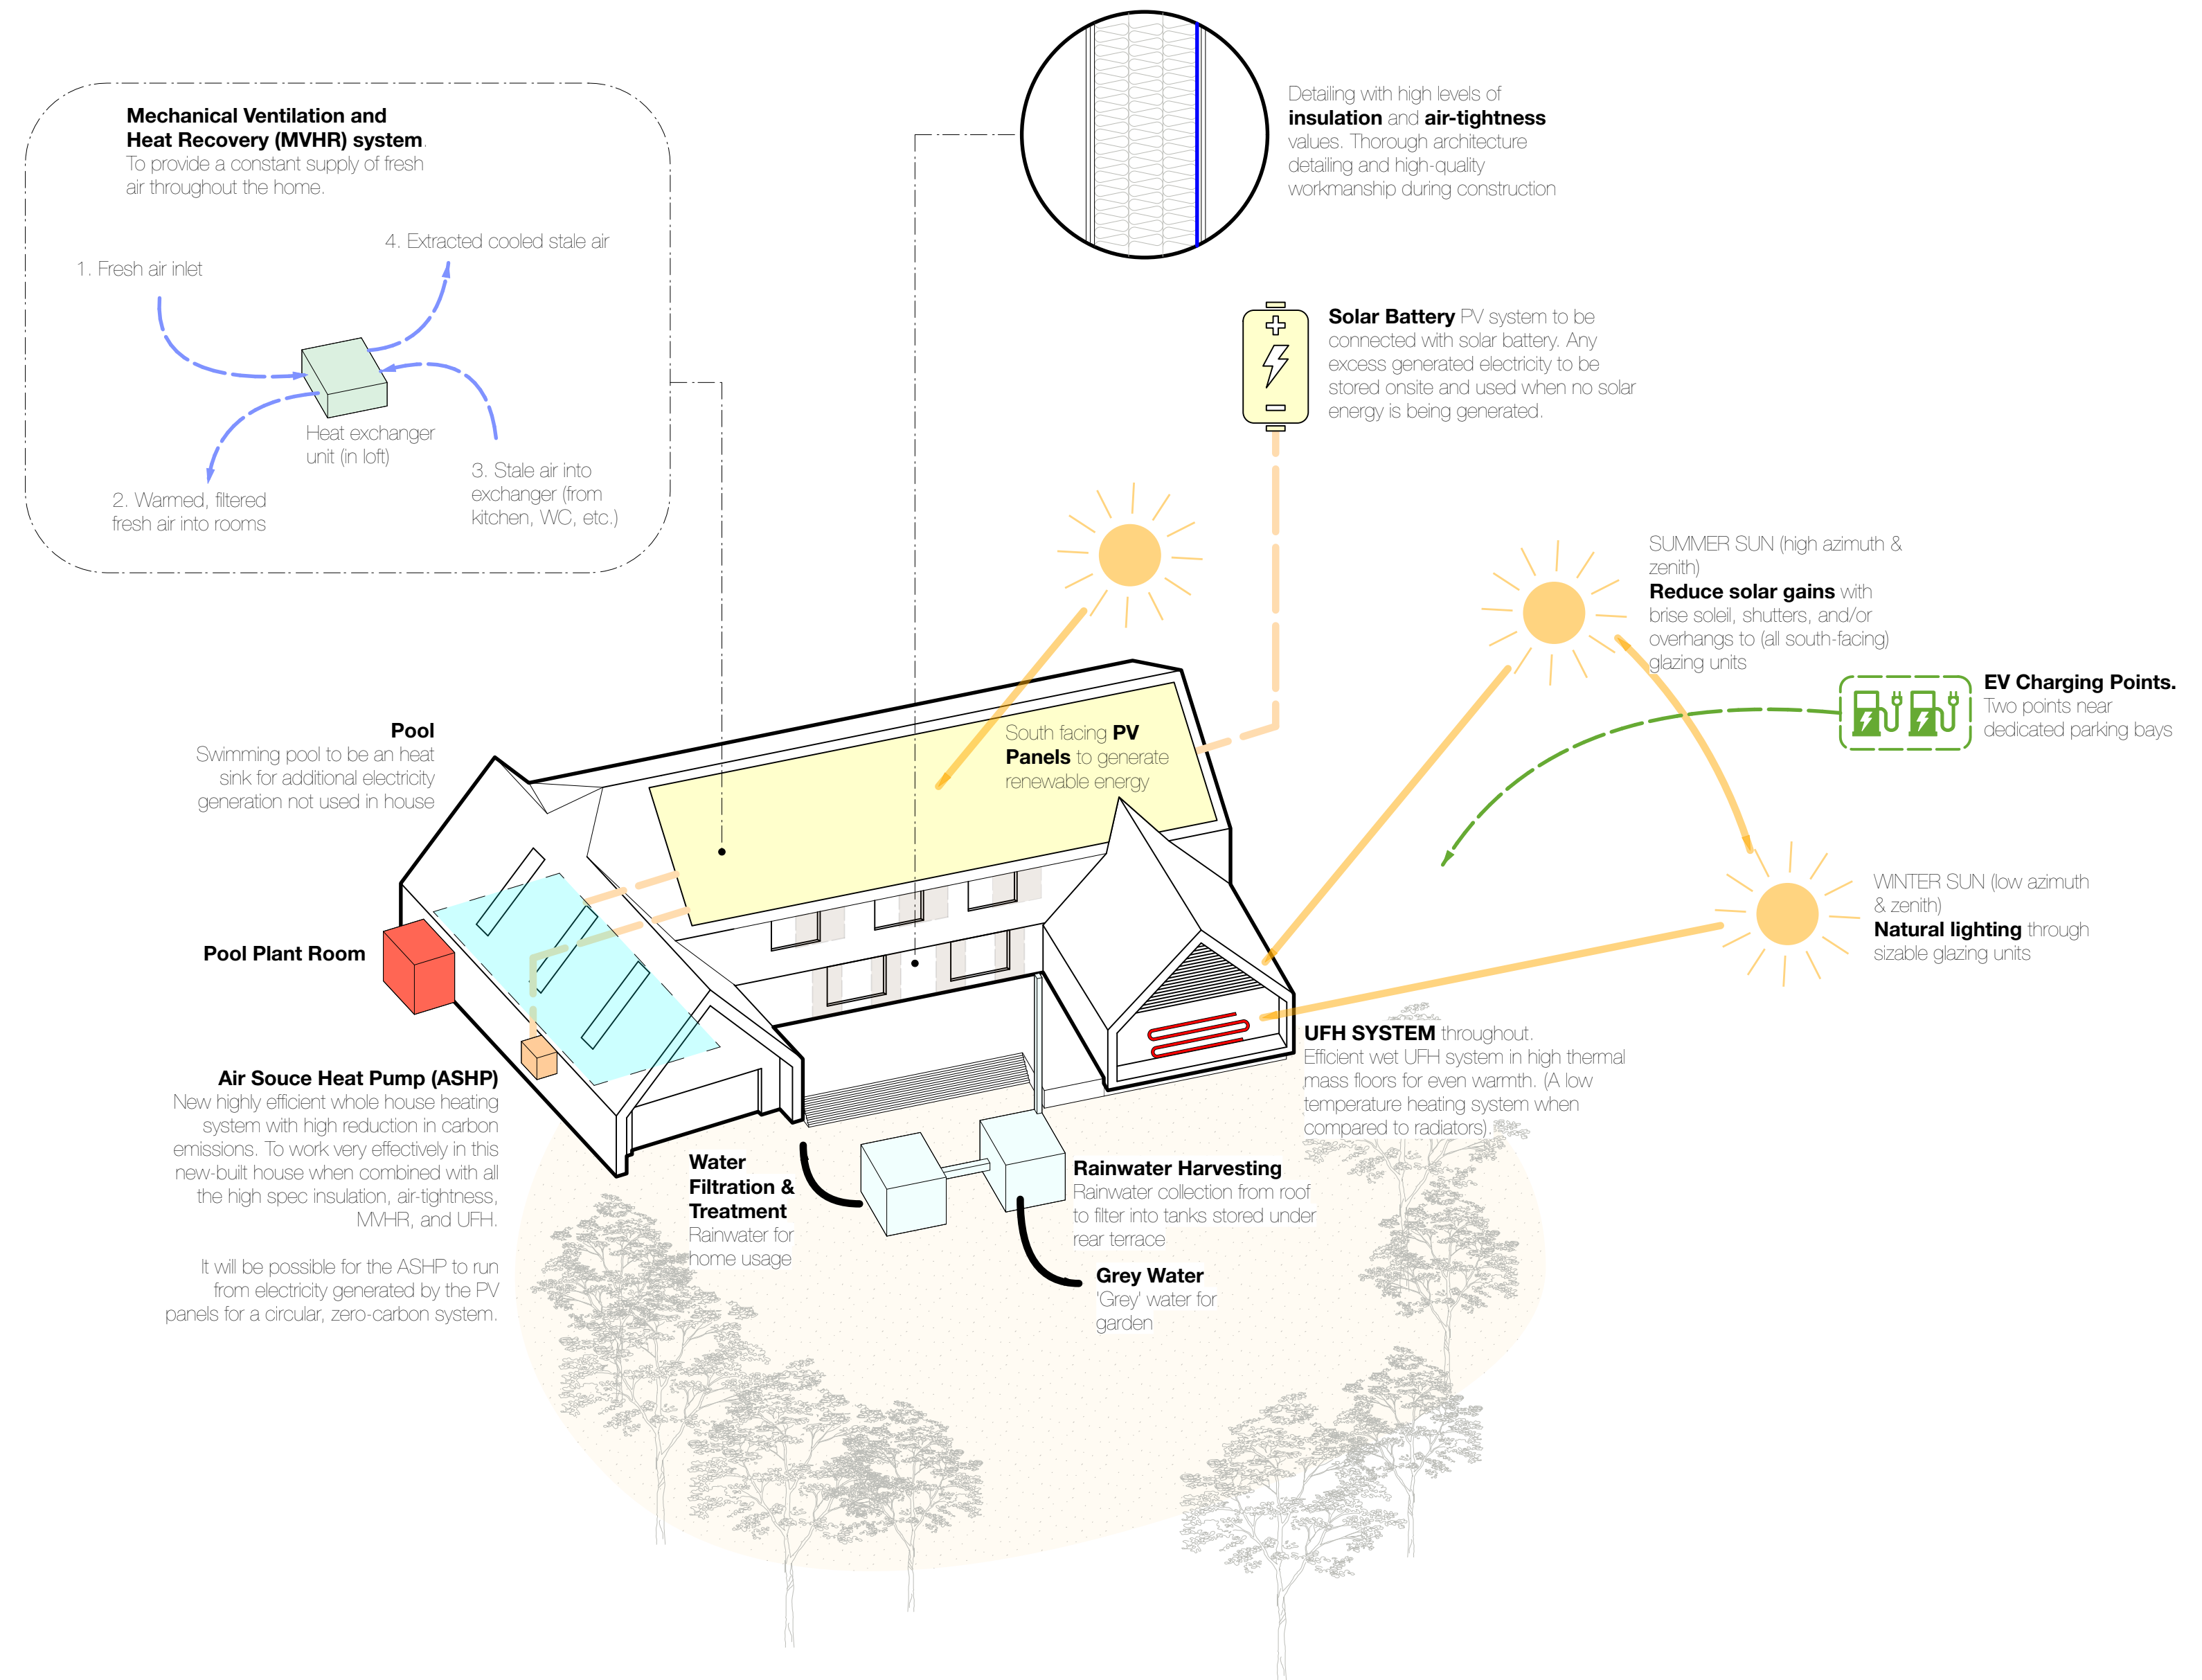 Mechanical Ventilation and
Heat Recovery (MVHR) system.
To provide a constant supply of fresh
air throughout the home.
1. Fresh air inlet
4. Extracted cooled stale air
Heat exchanger
unit (in loft)
2. Warmed, filtered
fresh air into rooms
3. Stale air into
exchanger (from
kitchen, WC, etc.)
Detailing with high levels of
insulation and air-tightness
values. Thorough architecture
detailing and high-quality
workmanship during construction
Solar Battery PV system to be
connected with solar battery. Any
excess generated electricity to be
stored onsite and used when no solar
energy is being generated.
SUMMER SUN (high azimuth &
zenith)
Reduce solar gains with
brise soleil, shutters, and/or
overhangs to (all south-facing)
glazing units
EV Charging Points.
Two points near
dedicated parking bays
Pool
Swimming pool to be an heat
sink for additional electricity
generation not used in house
South facing PV
Panels to generate
renewable energy
WINTER SUN (low azimuth
& zenith)
Natural lighting through
sizable glazing units
Pool Plant Room
UFH SYSTEM throughout.
Efficient wet UFH system in high thermal
mass floors for even warmth. (A low
temperature heating system when
compared to radiators).
Air Souce Heat Pump (ASHP)
New highly efficient whole house heating
system with high reduction in carbon
emissions. To work very effectively in this
new-built house when combined with all
the high spec insulation, air-tightness,
MVHR, and UFH.
It will be possible for the ASHP to run
from electricity generated by the PV
panels for a circular, zero-carbon system.
Water
Filtration &
Treatment
Rainwater for
home usage
Rainwater Harvesting
Rainwater collection from roof
to filter into tanks stored under
rear terrace
Grey Water
'Grey' water for
garden